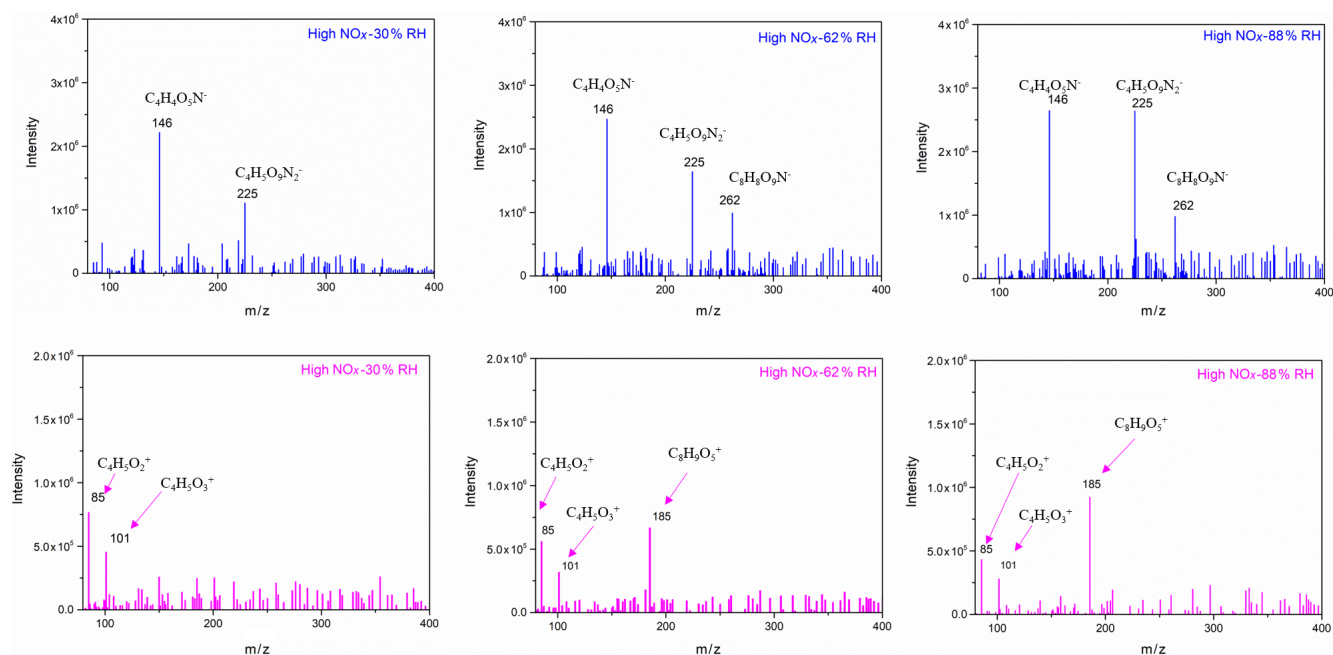 4x10⁶
3x10⁶
2x10⁶
1x10⁶
0
Intensity
High NOx-30% RH
C₄H₄O₅N⁻
146
C₄H₅O₉N₂⁻
225
100
200
300
400
m/z
4x10⁶
3x10⁶
2x10⁶
1x10⁶
0
Intensity
High NOx-62% RH
C₄H₄O₅N⁻
146
C₄H₅O₉N₂⁻
225
C₈H₈O₉N⁻
262
100
200
300
400
m/z
4x10⁶
3x10⁶
2x10⁶
1x10⁶
0
Intensity
High NOx-88% RH
C₄H₄O₅N⁻
146
C₄H₅O₉N₂⁻
225
C₈H₈O₉N⁻
262
100
200
300
400
m/z
2.0x10⁶
1.5x10⁶
1.0x10⁶
5.0x10⁵
0.0
Intensity
High NOx-30% RH
C₄H₅O₂⁺
85
C₄H₅O₃⁺
101
100
200
300
400
m/z
2.0x10⁶
1.5x10⁶
1.0x10⁶
5.0x10⁵
0.0
Intensity
High NOx-62% RH
C₈H₉O₅⁺
C₄H₅O₂⁺
C₄H₅O₃⁺
185
85
101
100
200
300
400
m/z
2.0x10⁶
1.5x10⁶
1.0x10⁶
5.0x10⁵
0.0
Intensity
High NOx-88% RH
C₈H₉O₅⁺
C₄H₅O₂⁺
185
C₄H₅O₃⁺
85
101
100
200
300
400
m/z